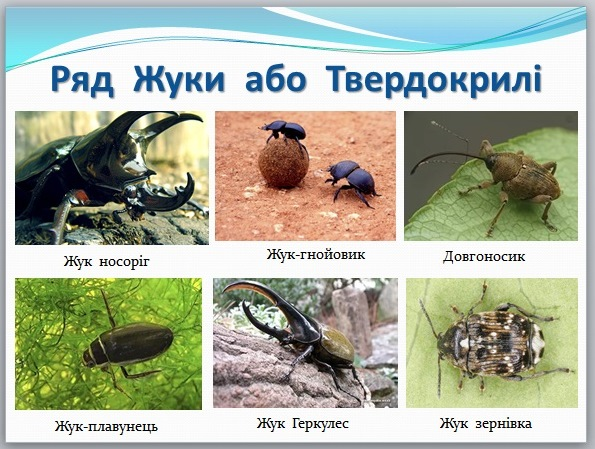 Ряд Жуки або Твердокрилі
Жук носоріг
Жук-гнойовик
Довгоносик
Жук-плавунець
Жук Геркулес
Жук зернівка